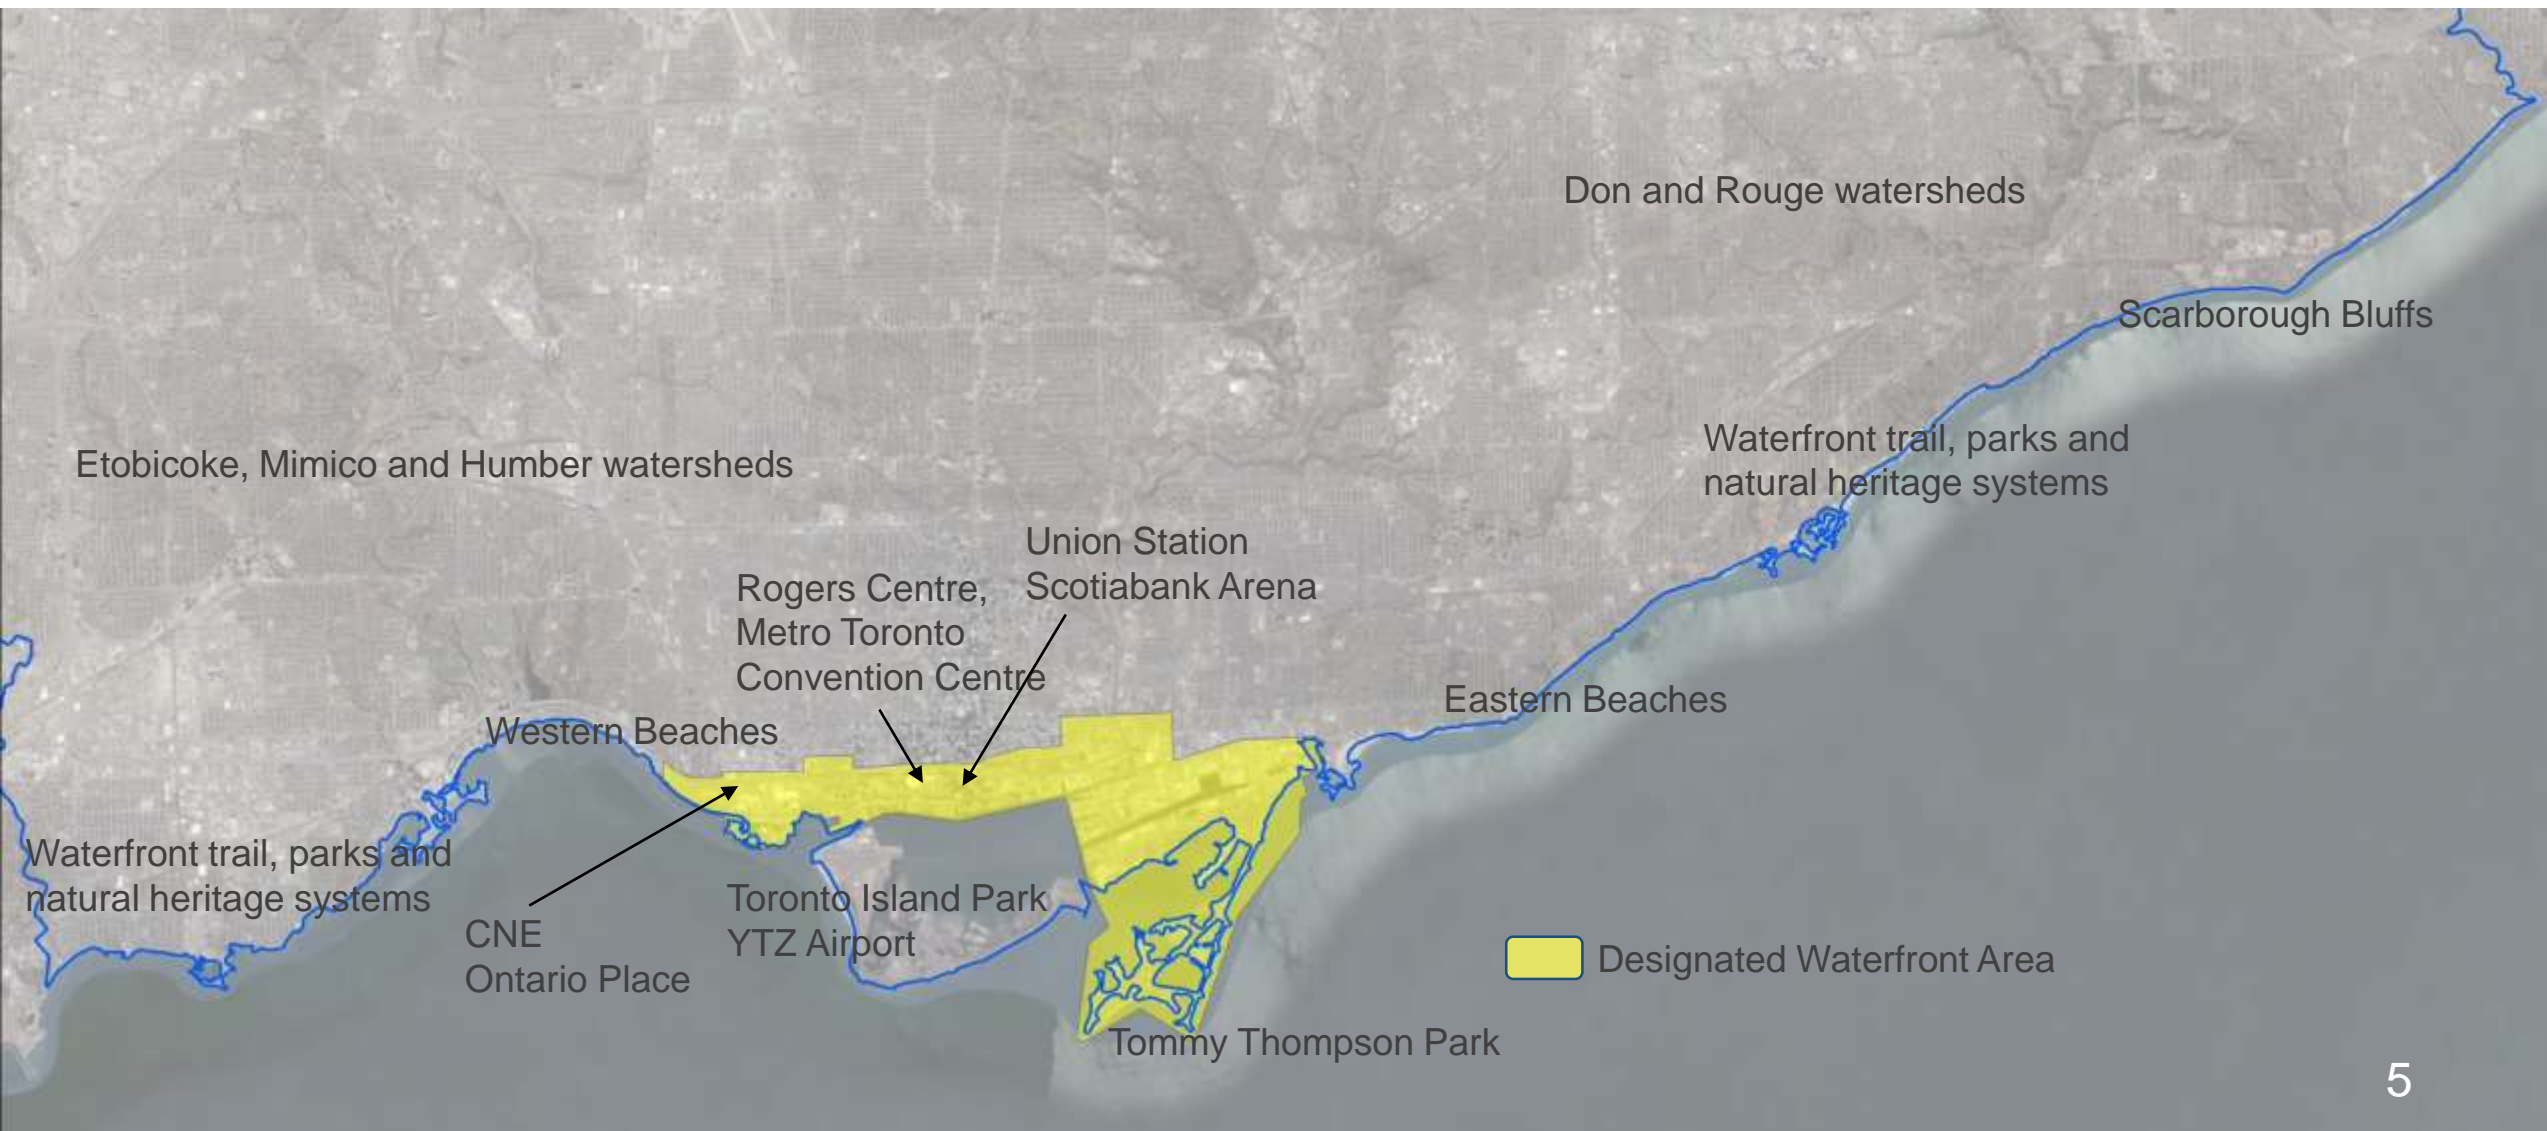 Don and Rouge watersheds
Scarborough Bluffs
Waterfront trail, parks and
natural heritage systems
Etobicoke, Mimico and Humber watersheds
Union Station
Scotiabank Arena
Rogers Centre,
Metro Toronto
Convention Centre
Eastern Beaches
Western Beaches
Waterfront trail, parks and
natural heritage systems
Toronto Island Park
YTZ Airport
CNE
Ontario Place
Designated Waterfront Area
Tommy Thompson Park
5